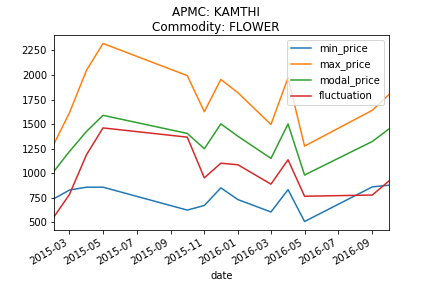 APMC: KAMTHI
Commodity: FLOWER
min_price
max_price
modal_price
fluctuation
2250
2000
1750
1500
1250
1000
750
500
2015-03
2015-05
2015-07
2015-09
2015-11
2016-01
2016-03
2016-05
2016-07
2016-09
date